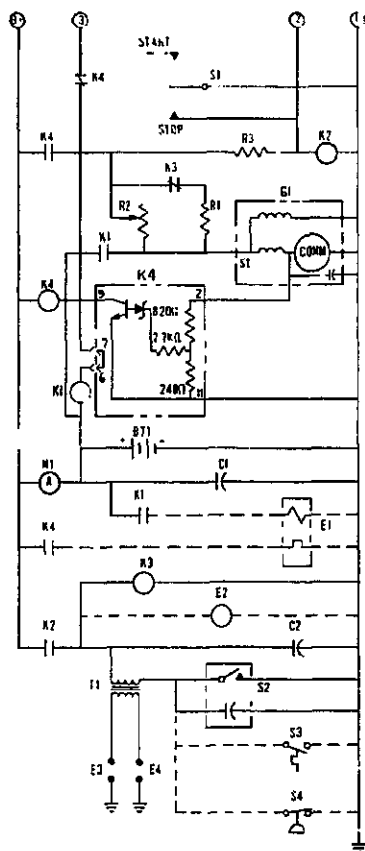 B+ 3 2
START
K4 S1
STOP
K4 R3 K2
K3 G1
R2 R1
K1 S1 COMM
K4
K4 9 2
820Ω
2.7KΩ
7
K1 6 240Ω 11
+ BT1 -
M1 C1
A
K1 E1
K4
K3
E2
K2 C2
T1 S2
S3
E3 E4
S4